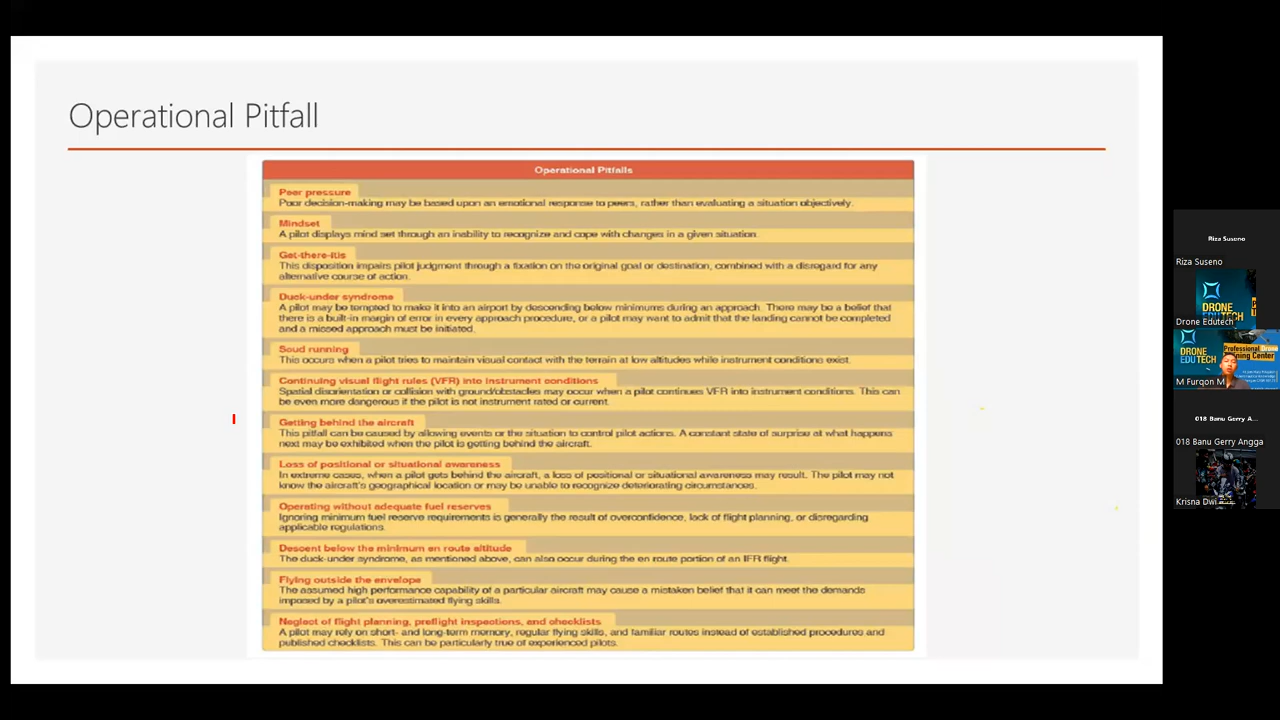 Operational Pitfall
Operational Pitfalls
Peer pressure
Poor decision-making may be based upon an emotional response to peers, rather than evaluating a situation objectively.
Mindset
A pilot displays mind set through an inability to recognize and cope with changes in a given situation.
Get-there-itis
This disposition impairs pilot judgment through a fixation on the original goal or destination, combined with a disregard for any
alternative course of action.
Duck-under syndrome
A pilot may be tempted to make it into an airport by descending below minimums during an approach. There may be a belief that
there is a built-in margin of error in every approach procedure, or a pilot may want to admit that the landing cannot be completed
and a missed approach must be initiated.
Scud running
This occurs when a pilot tries to maintain visual contact with the terrain at low altitudes while instrument conditions exist.
Continuing visual flight rules (VFR) into instrument conditions
Spatial disorientation or collision with ground/obstacles may occur when a pilot continues VFR into instrument conditions. This can
be even more dangerous if the pilot is not instrument rated or current.
Getting behind the aircraft
This pitfall can be caused by allowing events or the situation to control pilot actions. A constant state of surprise at what happens
next may be exhibited when the pilot is getting behind the aircraft.
Loss of positional or situational awareness
In extreme cases, when a pilot gets behind the aircraft, a loss of positional or situational awareness may result. The pilot may not
know the aircraft's geographical location or may be unable to recognize deteriorating circumstances.
Operating without adequate fuel reserves
Ignoring minimum fuel reserve requirements is generally the result of overconfidence, lack of flight planning, or disregarding
applicable regulations.
Descent below the minimum en route altitude
The duck-under syndrome, as mentioned above, can also occur during the en route portion of an IFR flight.
Flying outside the envelope
The assumed high performance capability of a particular aircraft may cause a mistaken belief that it can meet the demands
imposed by a pilot's overestimated flying skills.
Neglect of flight planning, preflight inspections, and checklists
A pilot may rely on short- and long-term memory, regular flying skills, and familiar routes instead of established procedures and
published checklists. This can be particularly true of experienced pilots.
Riza Suseno
Riza Suseno
DRONE
EDUTECH
Drone Edutech
DRONE
EDUTECH
Professional Drone
M Furqon M
018 Banu Gerry A...
018 Banu Gerry Angga
Krisna Dwi